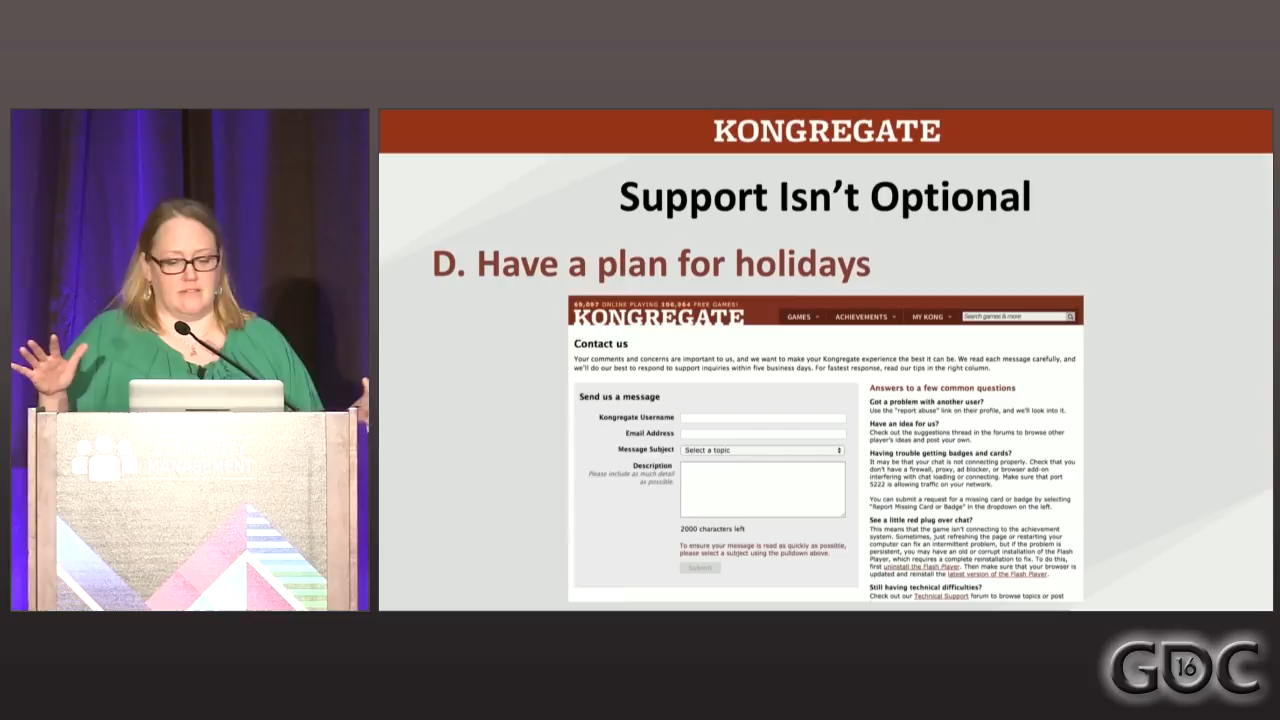 KONGREGATE
Support Isn't Optional
D. Have a plan for holidays
69,097 ONLINE PLAYING 106,364 FREE GAMES!
KONGREGATE
GAMES
ACHIEVEMENTS
MY KONG
Search games & more
Contact us
Your comments and concerns are important to us, and we want to make your Kongregate experience the best it can be. We read each message carefully, and
we'll do our best to respond to support inquiries within five business days. For fastest response, read our tips in the right column.
Send us a message
Kongregate Username
Email Address
Message Subject
Select a topic
Description
Please include as much detail
as possible.
2000 characters left
To ensure your message is read as quickly as possible,
please select a subject using the pulldown above.
Submit
Answers to a few common questions
Got a problem with another user?
Use the "report abuse" link on their profile, and we'll look into it.
Have an idea for us?
Check out the suggestions thread in the forums to browse other
player's ideas and post your own.
Having trouble getting badges and cards?
It may be that your chat is not connecting properly. Check that you
don't have a firewall, proxy, ad blocker, or browser add-on
interfering with chat loading or connecting. Make sure that port
5222 is allowing traffic on your network.
You can submit a request for a missing card or badge by selecting
"Report Missing Card or Badge" in the dropdown on the left.
See a little red plug over chat?
This means that the game isn't connecting to the achievement
system. Sometimes, just refreshing the page or restarting your
computer can fix an intermittent problem, but if the problem is
persistent, you may have an old or corrupt installation of the Flash
Player, which requires a complete reinstallation to fix. To do this,
first uninstall the Flash Player. Then make sure that your browser is
updated and reinstall the latest version of the Flash Player.
Still having technical difficulties?
Check out our Technical Support forum to browse topics or post
GDC 16